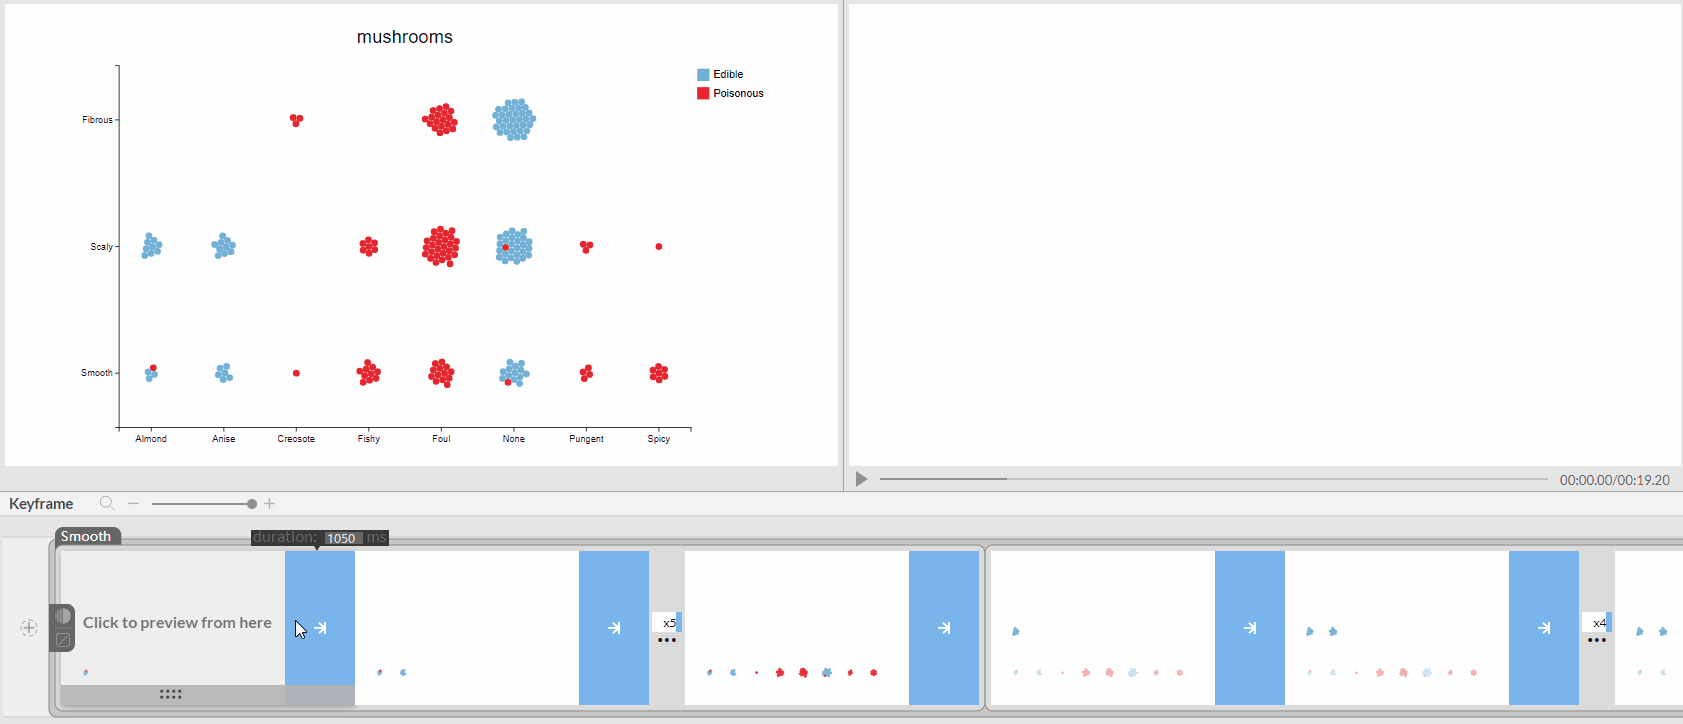 mushrooms
Edible
Poisonous
Fibrous
Scaly
Smooth
Almond Anise Creosote Fishy Foul None Pungent Spicy
00:00.00/00:19.20
Keyframe
Smooth
duration: 1050 ms
Click to preview from here
x5
x4